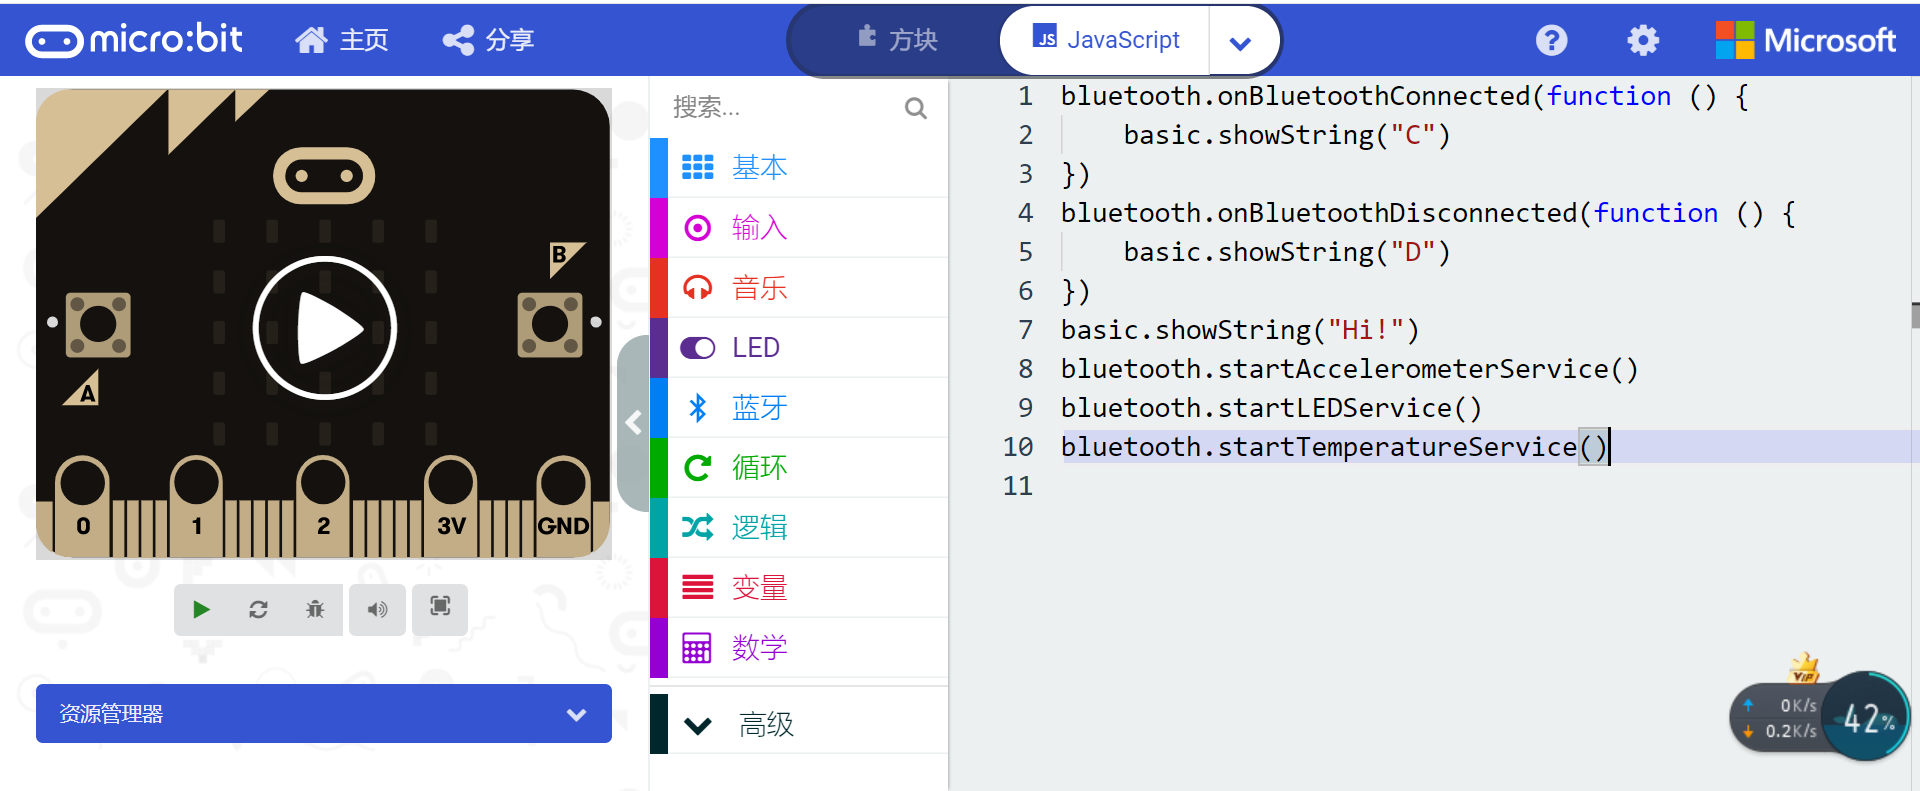 micro:bit 主页 分享 方块 JS JavaScript ? Microsoft
B
A
0 1 2 3V GND
资源管理器
搜索...
基本
输入
音乐
LED
蓝牙
循环
逻辑
变量
数学
高级
1 bluetooth.onBluetoothConnected(function () {
2     basic.showString("C")
3 })
4 bluetooth.onBluetoothDisconnected(function () {
5     basic.showString("D")
6 })
7 basic.showString("Hi!")
8 bluetooth.startAccelerometerService()
9 bluetooth.startLEDService()
10 bluetooth.startTemperatureService()
11
VIP
0K/s
0.2K/s
42%